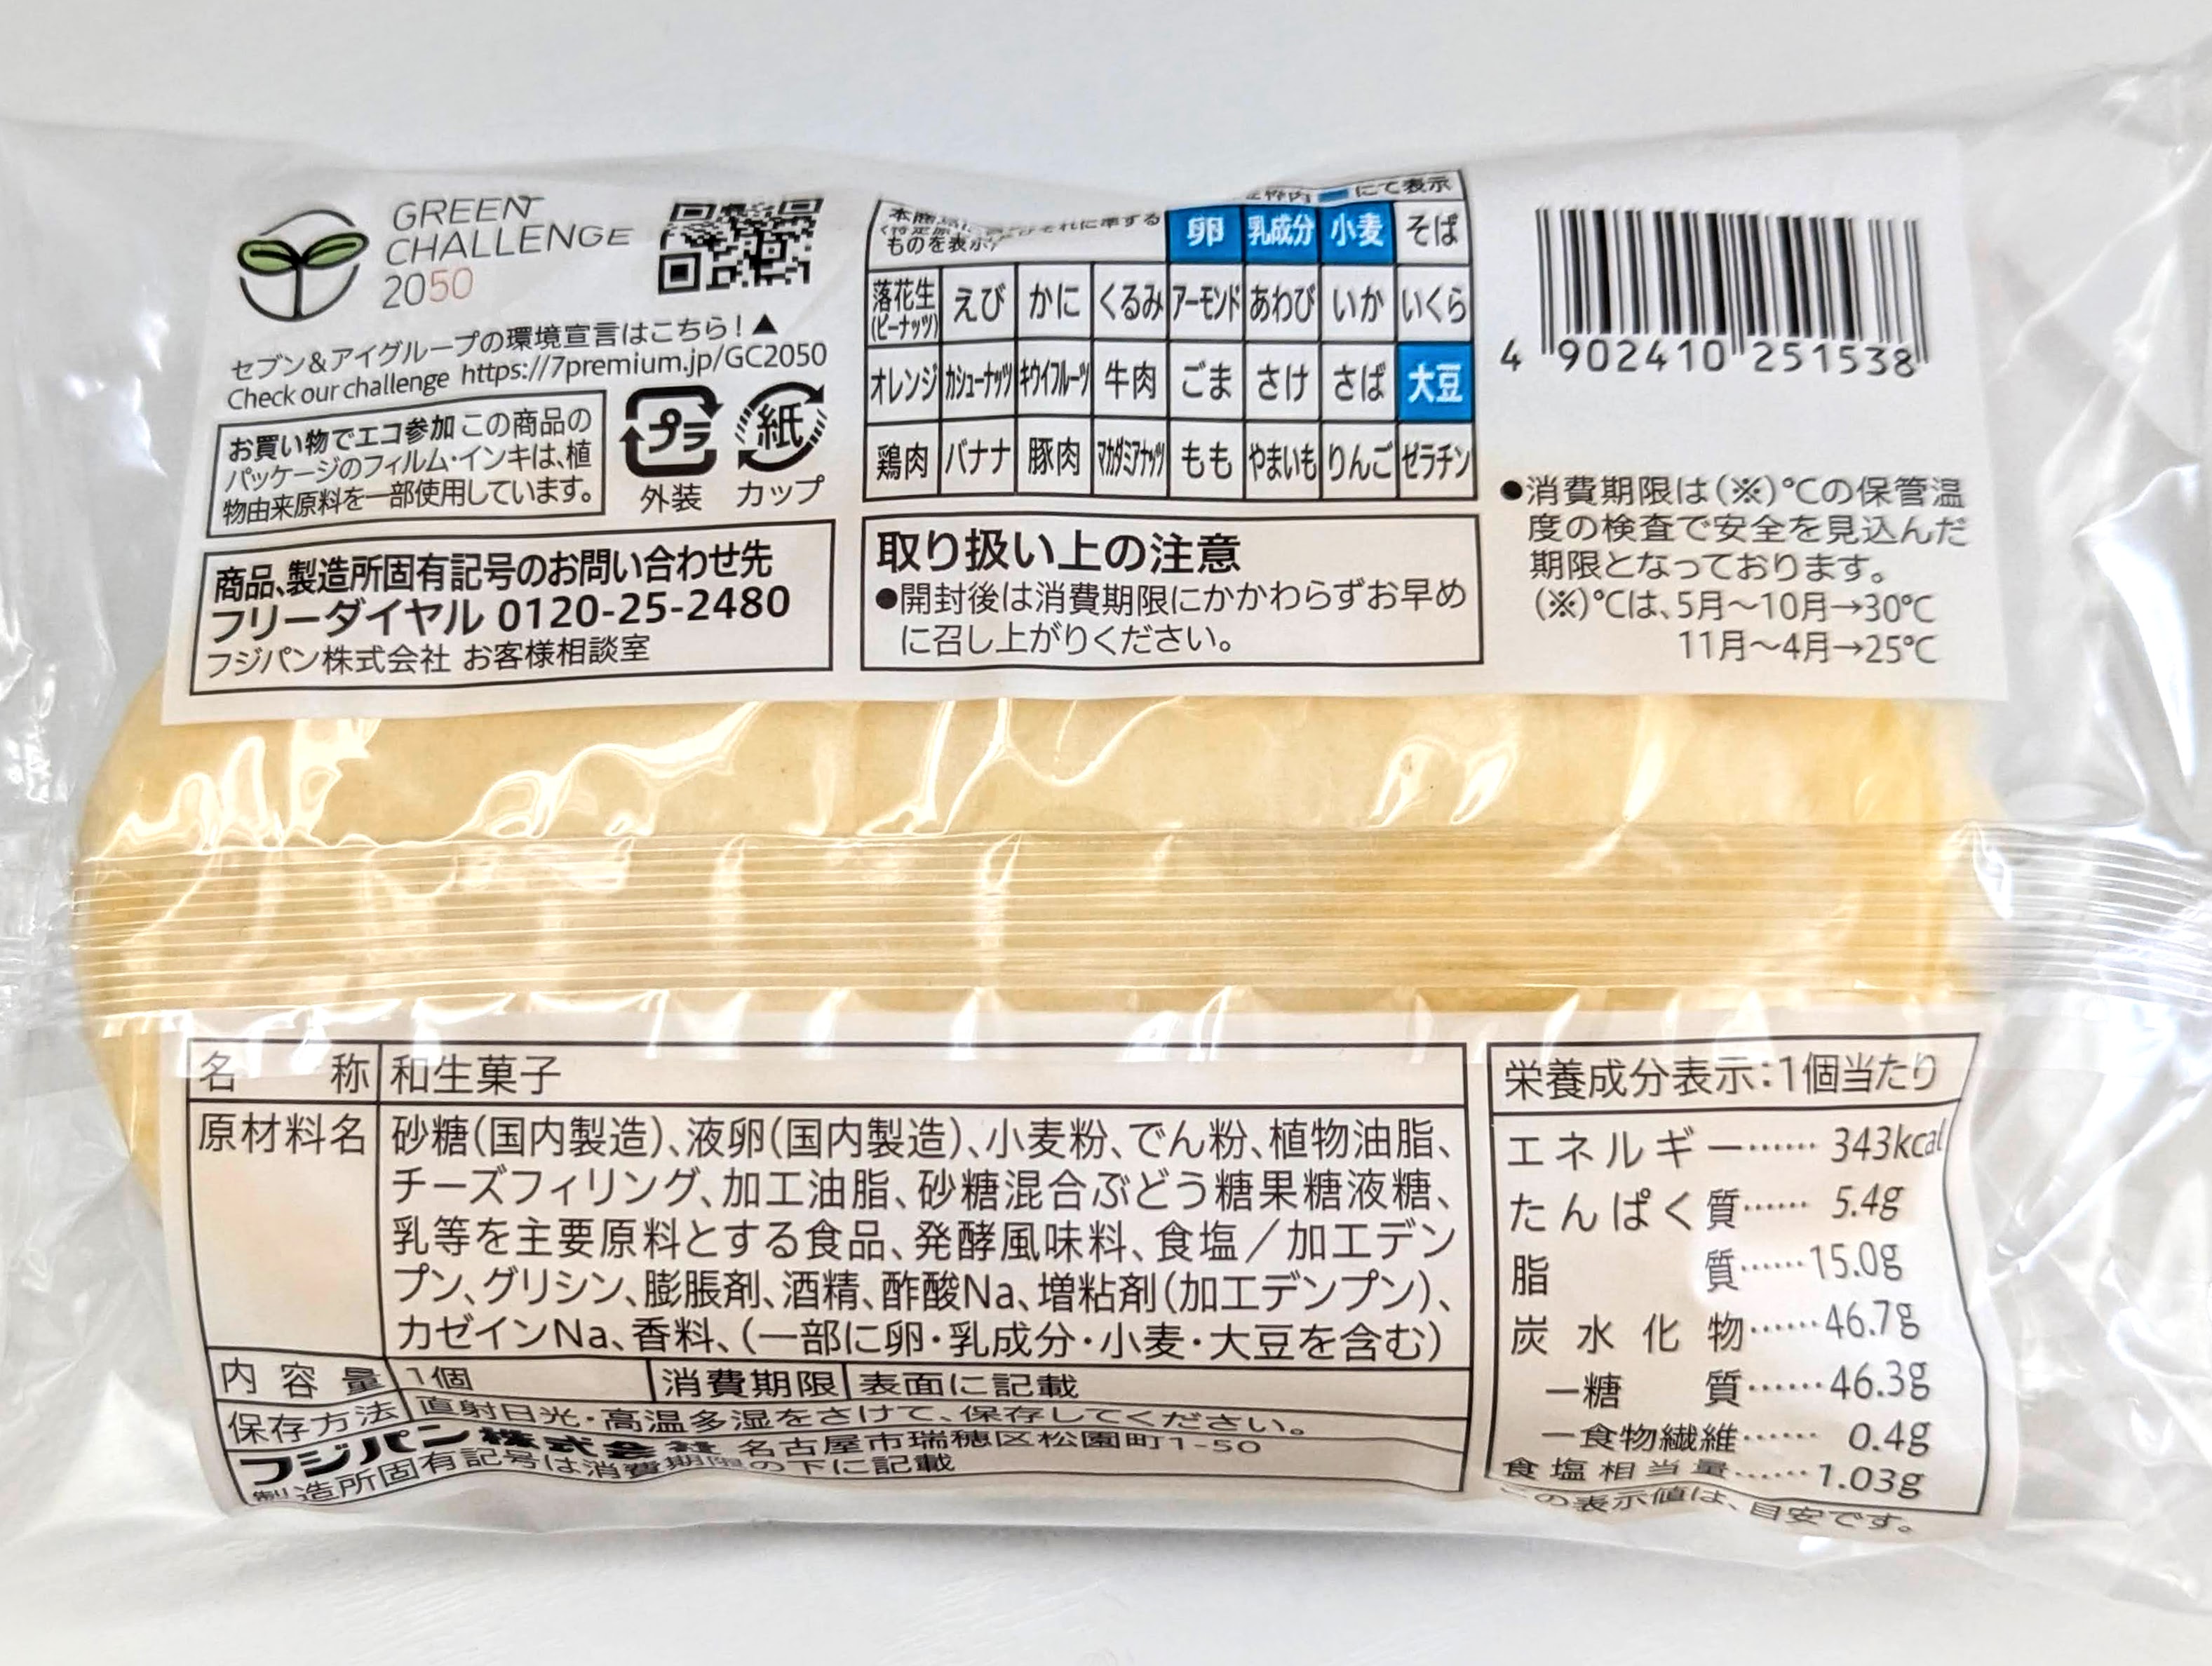 GREEN
CHALLENGE
2050
セブン&アイグループの環境宣言はこちら!▲
Check our challenge https://7premium.jp/GC2050
お買い物でエコ参加 この商品の
パッケージのフィルム・インキは、植
物由来原料を一部使用しています。
プラ
外装
紙
カップ
商品、製造所固有記号のお問い合わせ先
フリーダイヤル 0120-25-2480
フジパン株式会社 お客様相談室
にて表示
ものを表示
卵 乳成分 小麦 そば
落花生(ピーナッツ) えび かに くるみ アーモンド あわび いか いくら
オレンジ カシューナッツ キウイフルーツ 牛肉 ごま さけ さば 大豆
鶏肉 バナナ 豚肉 マカダミアナッツ もも やまいも りんご ゼラチン
取り扱い上の注意
●開封後は消費期限にかかわらずお早め
に召し上がりください。
4 902410 251538
●消費期限は(※)℃の保管温
度の検査で安全を見込んだ
期限となっております。
(※)℃は、5月～10月→30℃
11月～4月→25℃
名称 和生菓子
原材料名 砂糖(国内製造)、液卵(国内製造)、小麦粉、でん粉、植物油脂、
チーズフィリング、加工油脂、砂糖混合ぶどう糖果糖液糖、
乳等を主要原料とする食品、発酵風味料、食塩/加工デン
プン、グリシン、膨脹剤、酒精、酢酸Na、増粘剤(加工デンプン)、
カゼインNa、香料、(一部に卵・乳成分・小麦・大豆を含む)
内容量 1個 消費期限 表面に記載
保存方法 直射日光・高温多湿をさけて、保存してください。
フジパン株式会社 名古屋市瑞穂区松園町1-50
製造所固有記号は消費期限の下に記載
栄養成分表示:1個当たり
エネルギー…… 343kcal
たんぱく質…… 5.4g
脂質……15.0g
炭水化物……46.7g
―糖質……46.3g
―食物繊維…… 0.4g
食塩相当量……1.03g
この表示値は、目安です。